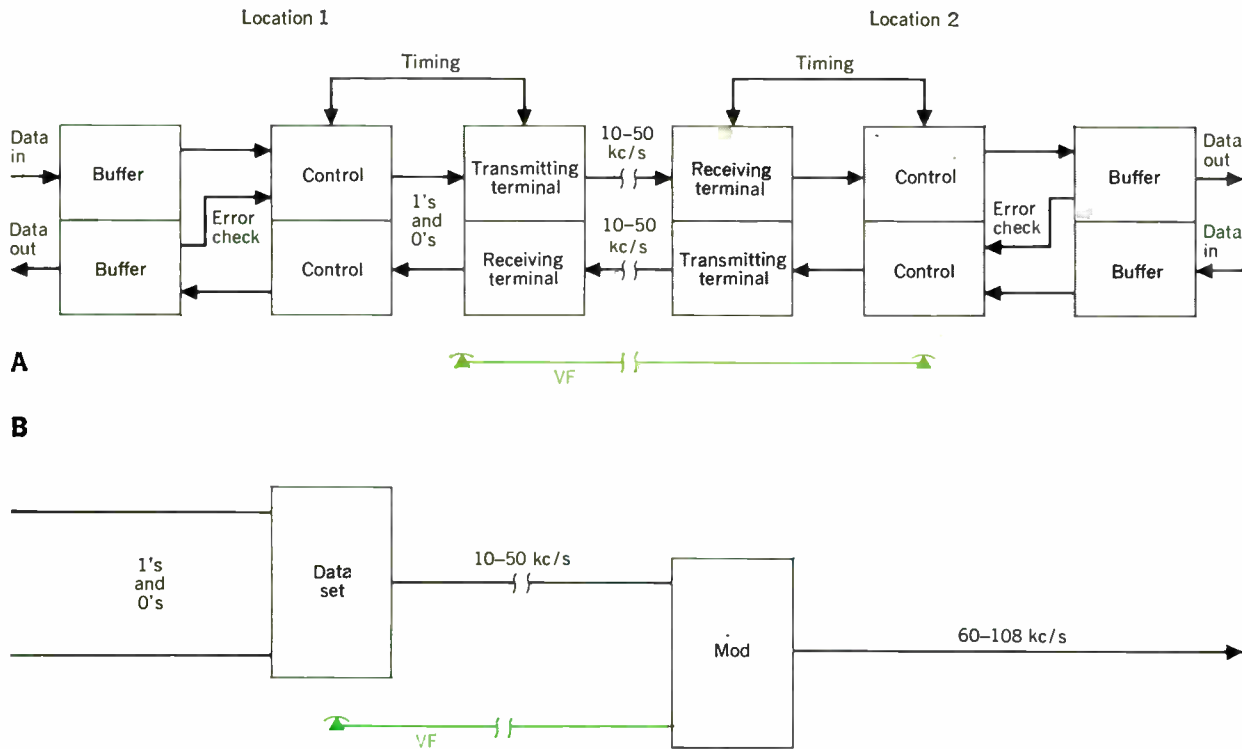 Location 1
Location 2
Timing
Timing
Data
in
Buffer
Control
Transmitting
terminal
10–50
kc/s
Receiving
terminal
Control
Buffer
Data
out
Error
check
1's
and
0's
Error
check
Data
out
Buffer
Control
Receiving
terminal
10–50
kc/s
Transmitting
terminal
Control
Buffer
Data
in
A
VF
B
1's
and
0's
Data
set
10–50 kc/s
Mod
60–108 kc/s
VF